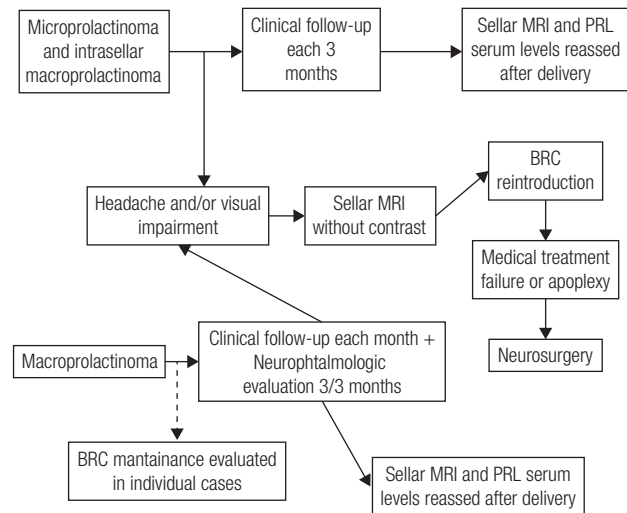 Microprolactinoma
and intrasellar
macroprolactinoma
Clinical follow-up
each 3
months
Sellar MRI and PRL
serum levels reassed
after delivery
BRC
reintroduction
Headache and/or visual
impairment
Sellar MRI
without contrast
Medical treatment
failure or apoplexy
Neurosurgery
Macroprolactinoma
Clinical follow-up each month +
Neurophtalmologic
evaluation 3/3 months
BRC mantainance evaluated
in individual cases
Sellar MRI and PRL serum
levels reassed after delivery